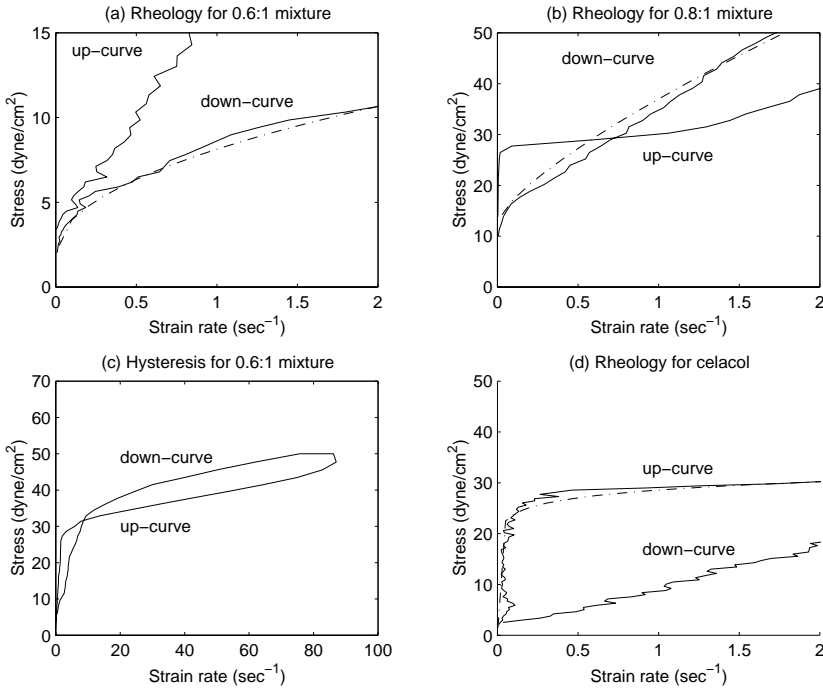 (a) Rheology for 0.6:1 mixture
15
10
5
0
0 0.5 1 1.5 2
Stress (dyne/cm²)
Strain rate (sec⁻¹)
up−curve
down−curve
(b) Rheology for 0.8:1 mixture
50
40
30
20
10
0
0 0.5 1 1.5 2
Stress (dyne/cm²)
Strain rate (sec⁻¹)
down−curve
up−curve
(c) Hysteresis for 0.6:1 mixture
70
60
50
40
30
20
10
0
0 20 40 60 80 100
Stress (dyne/cm²)
Strain rate (sec⁻¹)
down−curve
up−curve
(d) Rheology for celacol
50
40
30
20
10
0
0 0.5 1 1.5 2
Stress (dyne/cm²)
Strain rate (sec⁻¹)
up−curve
down−curve